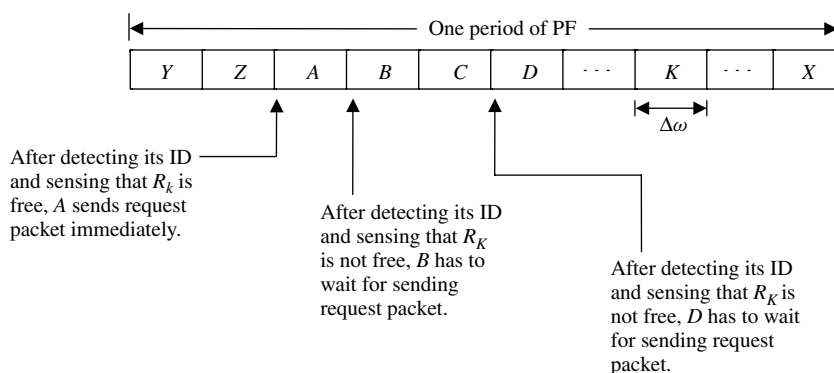 One period of PF
Y Z A B C D · · · K · · · X
Δω
After detecting its ID
and sensing that R_k is
free, A sends request
packet immediately.
After detecting its ID
and sensing that R_K
is not free, B has to
wait for sending
request packet.
After detecting its ID
and sensing that R_K is
not free, D has to wait
for sending request
packet.